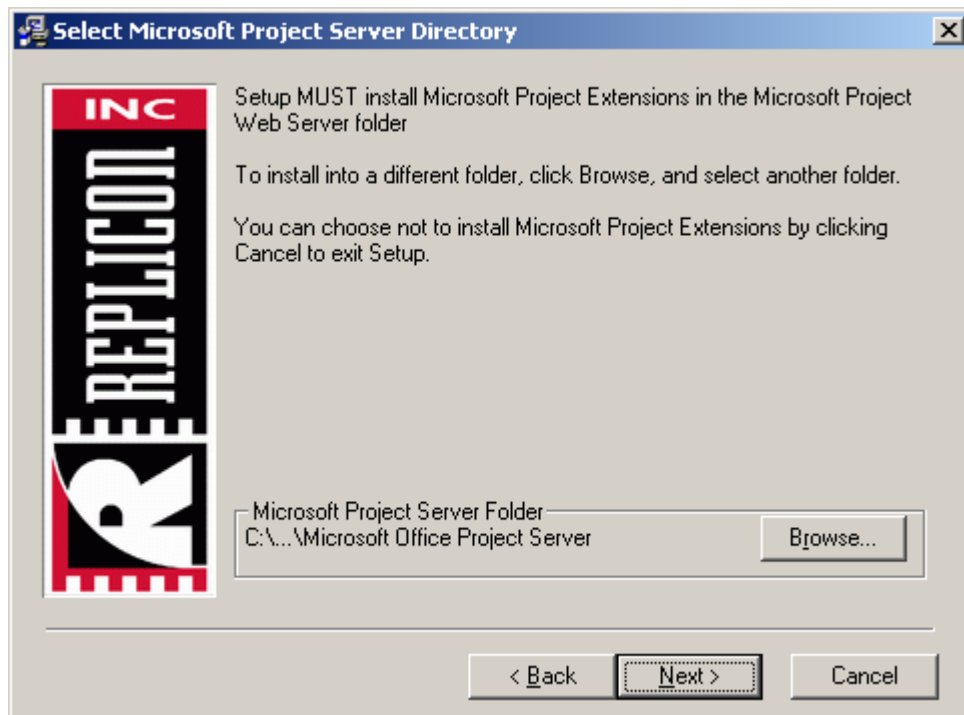 Select Microsoft Project Server Directory
INC
REPLICON
R
Setup MUST install Microsoft Project Extensions in the Microsoft Project
Web Server folder
To install into a different folder, click Browse, and select another folder.
You can choose not to install Microsoft Project Extensions by clicking
Cancel to exit Setup.
Microsoft Project Server Folder
C:\...\Microsoft Office Project Server
Browse...
< Back
Next >
Cancel